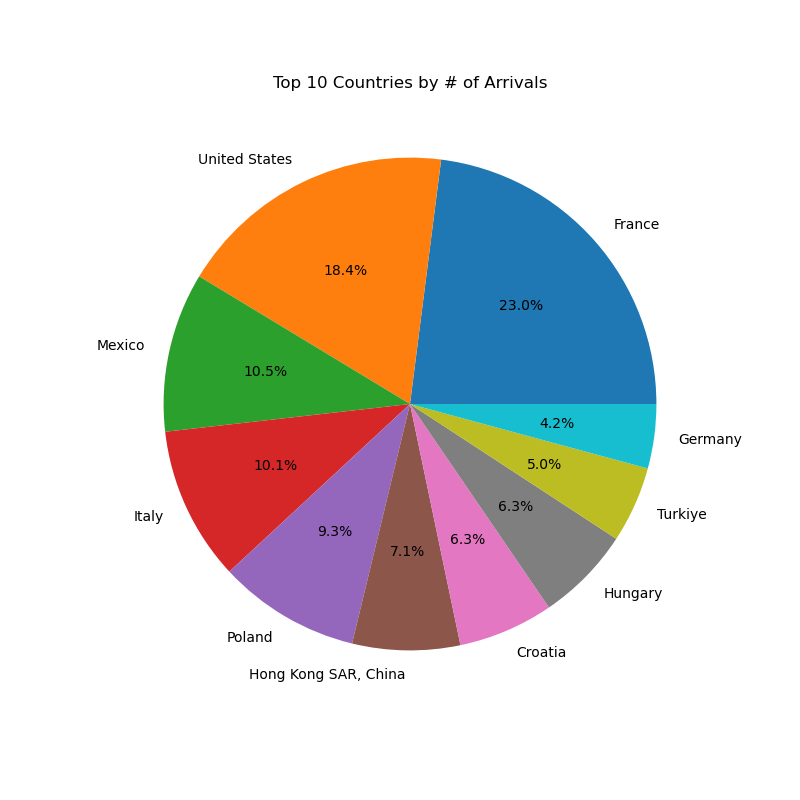 Top 10 Countries by # of Arrivals
United States
France
18.4%
23.0%
Mexico
10.5%
4.2%
Germany
10.1%
5.0%
Italy
Turkiye
9.3%
6.3%
7.1%
6.3%
Hungary
Poland
Croatia
Hong Kong SAR, China